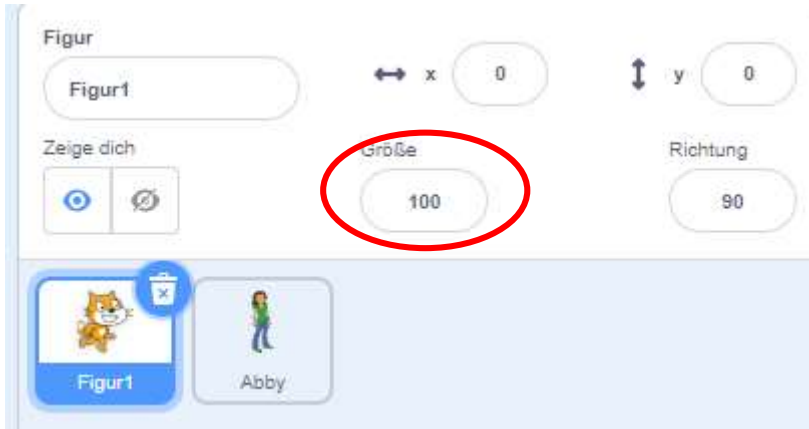 Figur
Figur1
x 0
y 0
Zeige dich
Größe
Richtung
100
90
Figur1
Abby